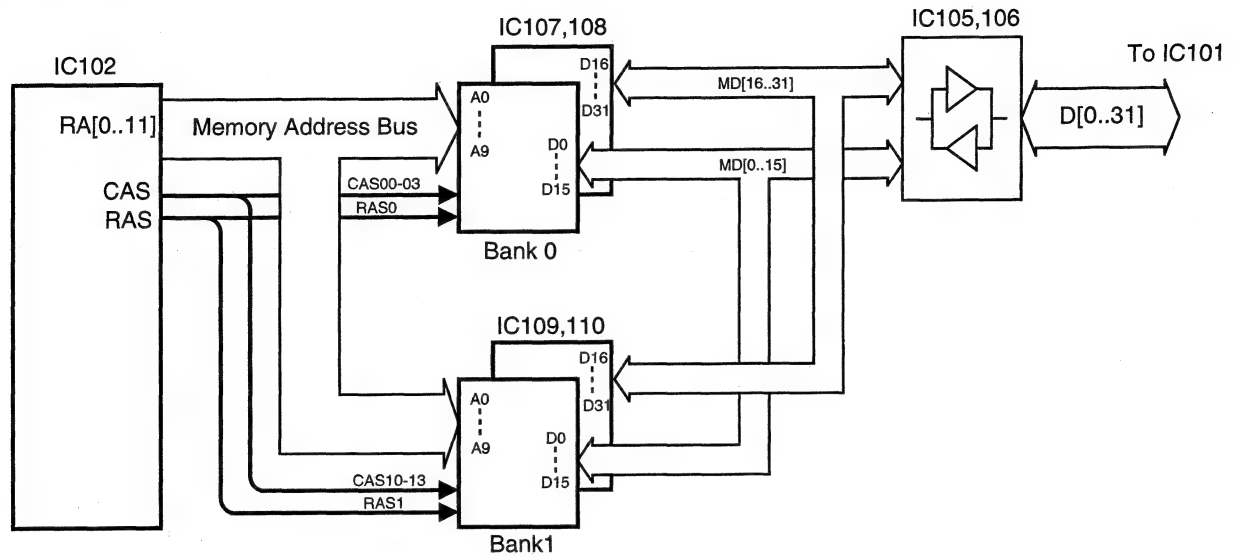 IC107,108
IC105,106
To IC101
IC102
D16
D31
MD[16..31]
A0
RA[0..11]
Memory Address Bus
A9
D0
D15
MD[0..15]
D[0..31]
CAS
CAS00-03
RAS
RAS0
Bank 0
IC109,110
D16
D31
A0
A9
D0
D15
CAS10-13
RAS1
Bank1